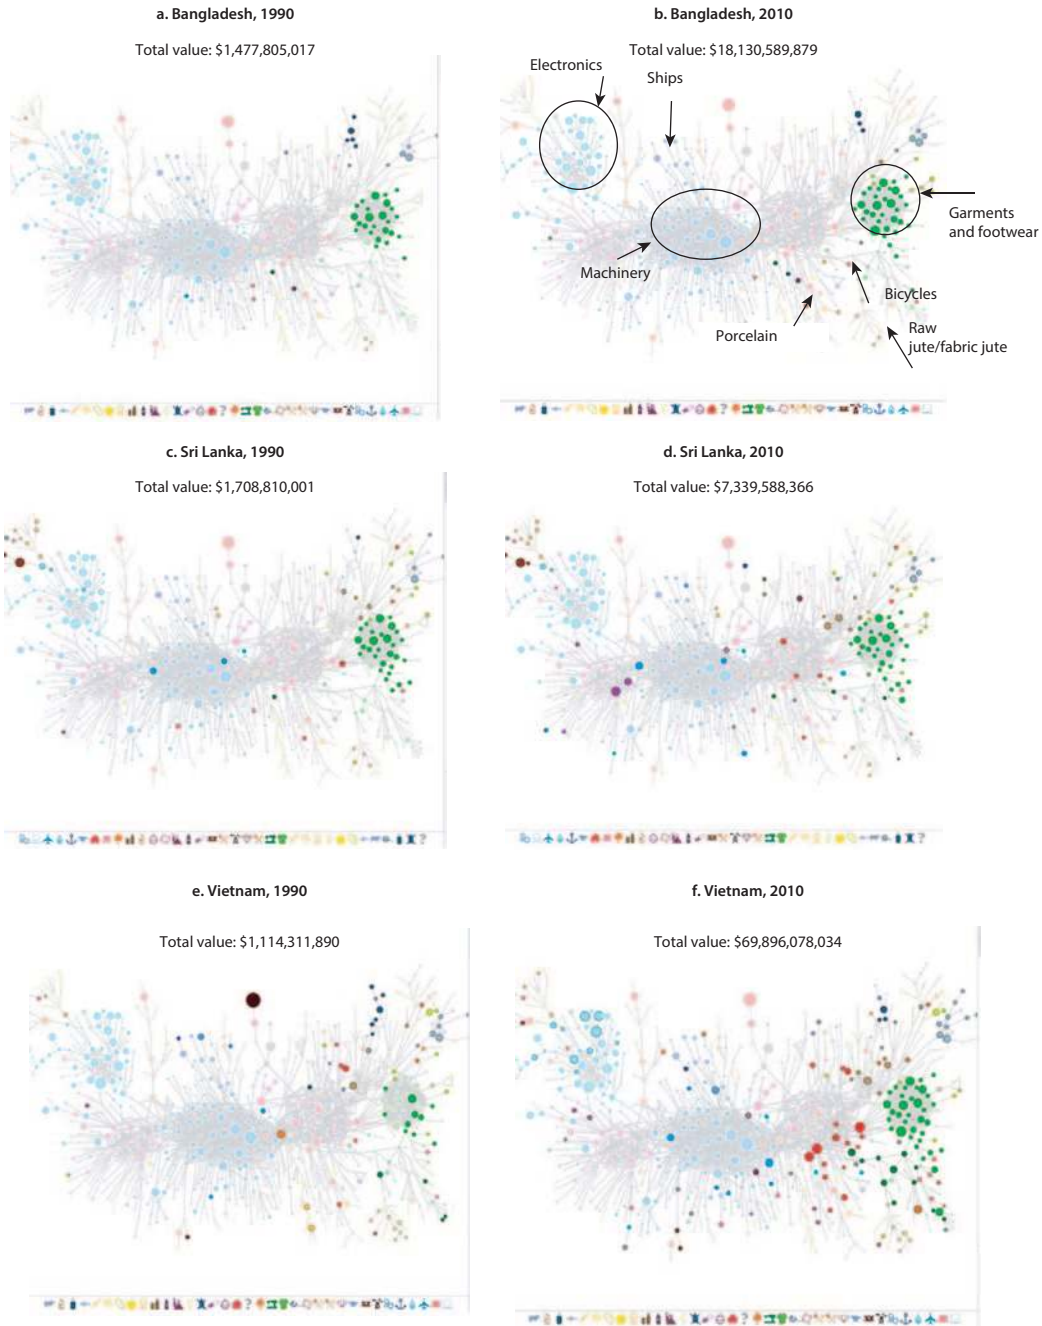 a. Bangladesh, 1990
Total value: $1,477,805,017
b. Bangladesh, 2010
Total value: $18,130,589,879
Electronics
Ships
Garments
and footwear
Machinery
Bicycles
Porcelain
Raw
jute/fabric jute
c. Sri Lanka, 1990
Total value: $1,708,810,001
d. Sri Lanka, 2010
Total value: $7,339,588,366
e. Vietnam, 1990
Total value: $1,114,311,890
f. Vietnam, 2010
Total value: $69,896,078,034